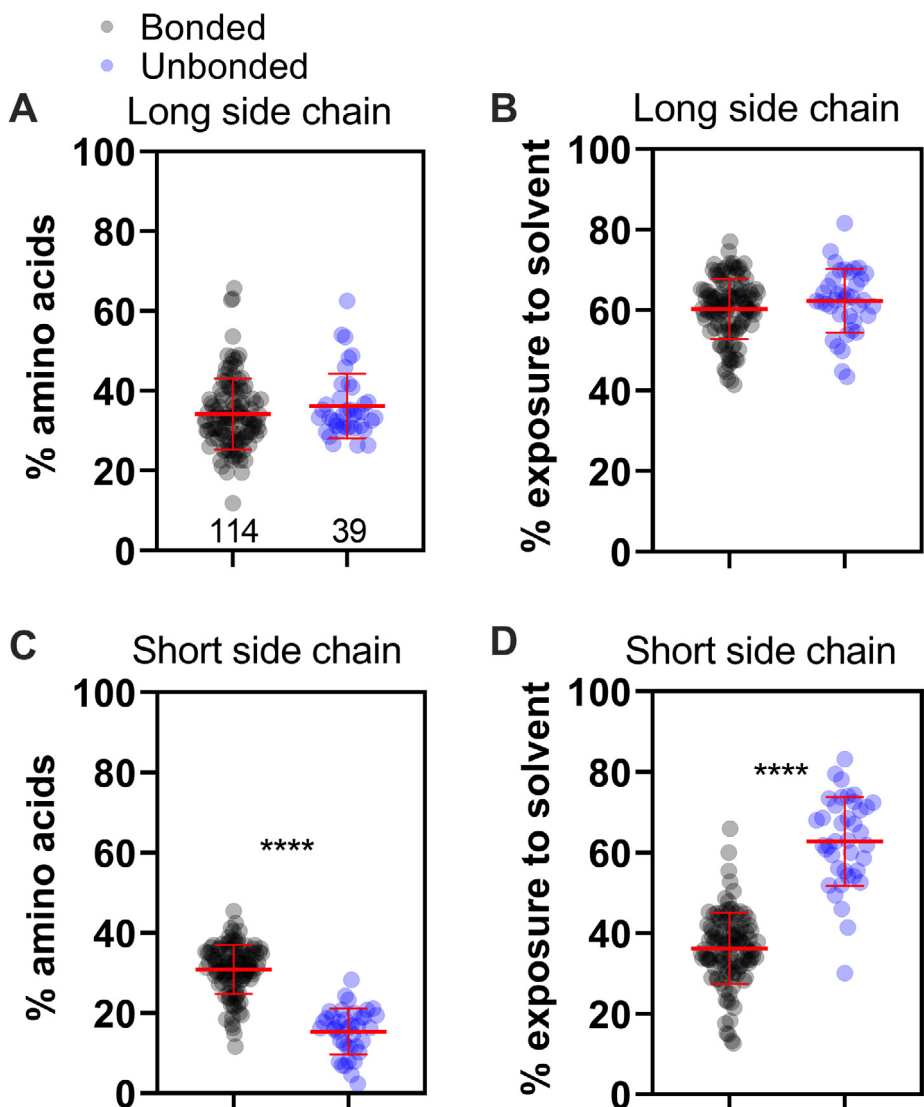 Bonded
Unbonded
A
Long side chain
% amino acids
100
80
60
40
20
0
114
39
B
Long side chain
% exposure to solvent
100
80
60
40
20
0
C
Short side chain
% amino acids
100
80
60
40
20
0
****
D
Short side chain
% exposure to solvent
100
80
60
40
20
0
****